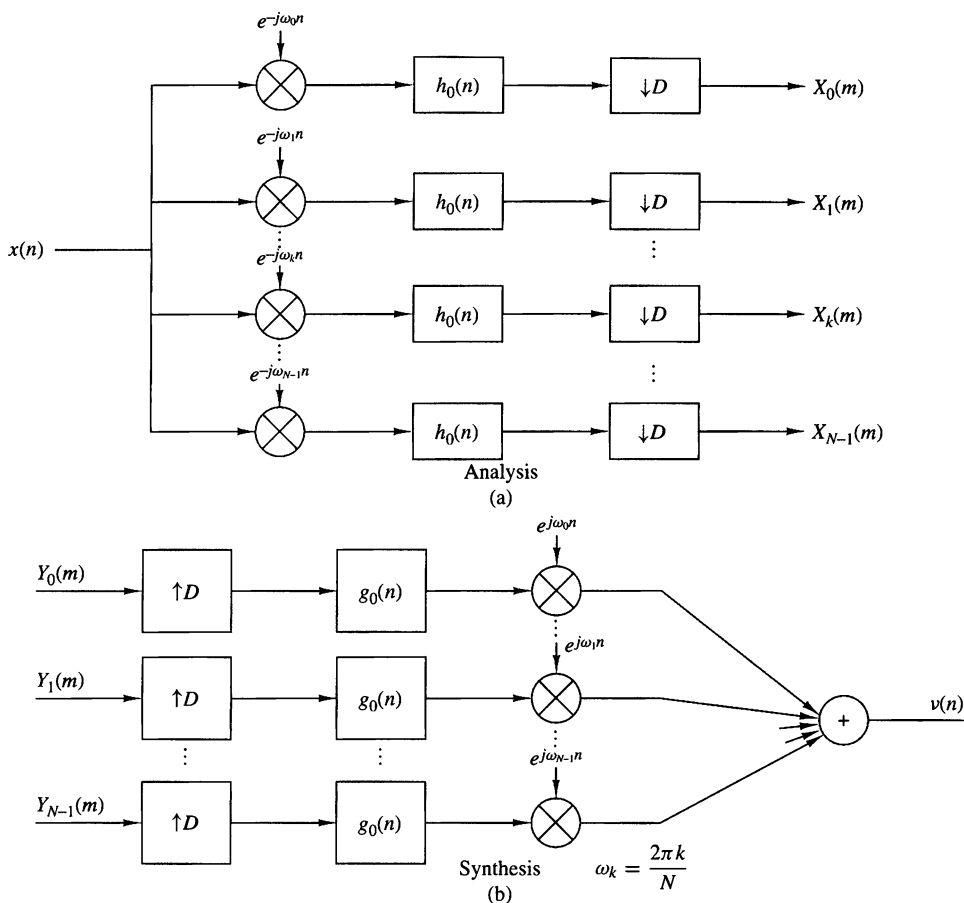 e^{-jω_0 n}
h_0(n) ↓D X_0(m)
e^{-jω_1 n}
h_0(n) ↓D X_1(m)
x(n)
e^{-jω_k n}
h_0(n) ↓D X_k(m)
e^{-jω_{N-1} n}
h_0(n) ↓D X_{N-1}(m)
Analysis
(a)
e^{jω_0 n}
Y_0(m) ↑D g_0(n)
e^{jω_1 n}
Y_1(m) ↑D g_0(n) + v(n)
e^{jω_{N-1} n}
Y_{N-1}(m) ↑D g_0(n)
Synthesis ω_k = 2πk/N
(b)